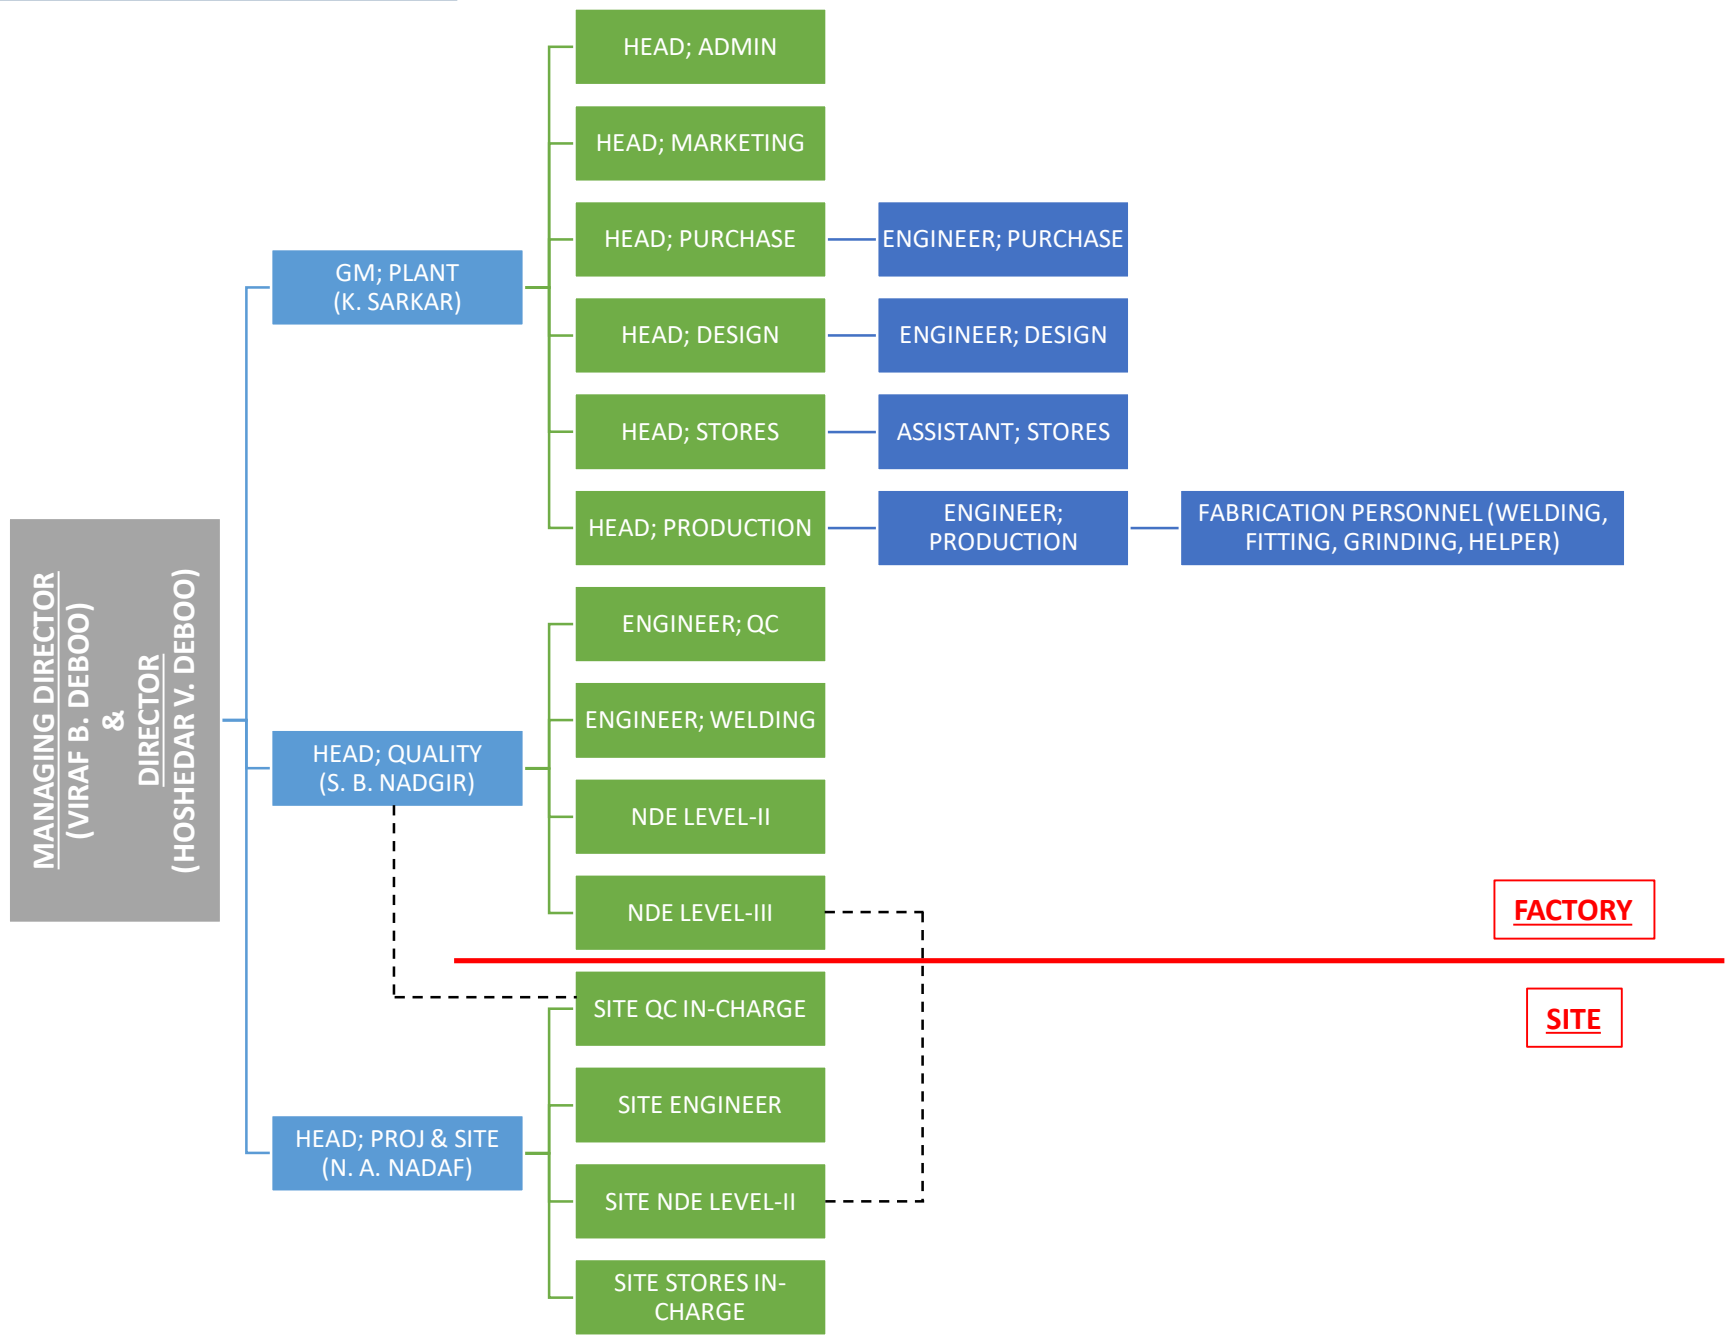 MANAGING DIRECTOR
(VIRAF B. DEBOO)
&
DIRECTOR
(HOSHEDAR V. DEBOO)
GM; PLANT
(K. SARKAR)
HEAD; ADMIN
HEAD; MARKETING
HEAD; PURCHASE
ENGINEER; PURCHASE
HEAD; DESIGN
ENGINEER; DESIGN
HEAD; STORES
ASSISTANT; STORES
HEAD; PRODUCTION
ENGINEER;
PRODUCTION
FABRICATION PERSONNEL (WELDING,
FITTING, GRINDING, HELPER)
HEAD; QUALITY
(S. B. NADGIR)
ENGINEER; QC
ENGINEER; WELDING
NDE LEVEL-II
NDE LEVEL-III
FACTORY
SITE
HEAD; PROJ & SITE
(N. A. NADAF)
SITE QC IN-CHARGE
SITE ENGINEER
SITE NDE LEVEL-II
SITE STORES IN-
CHARGE